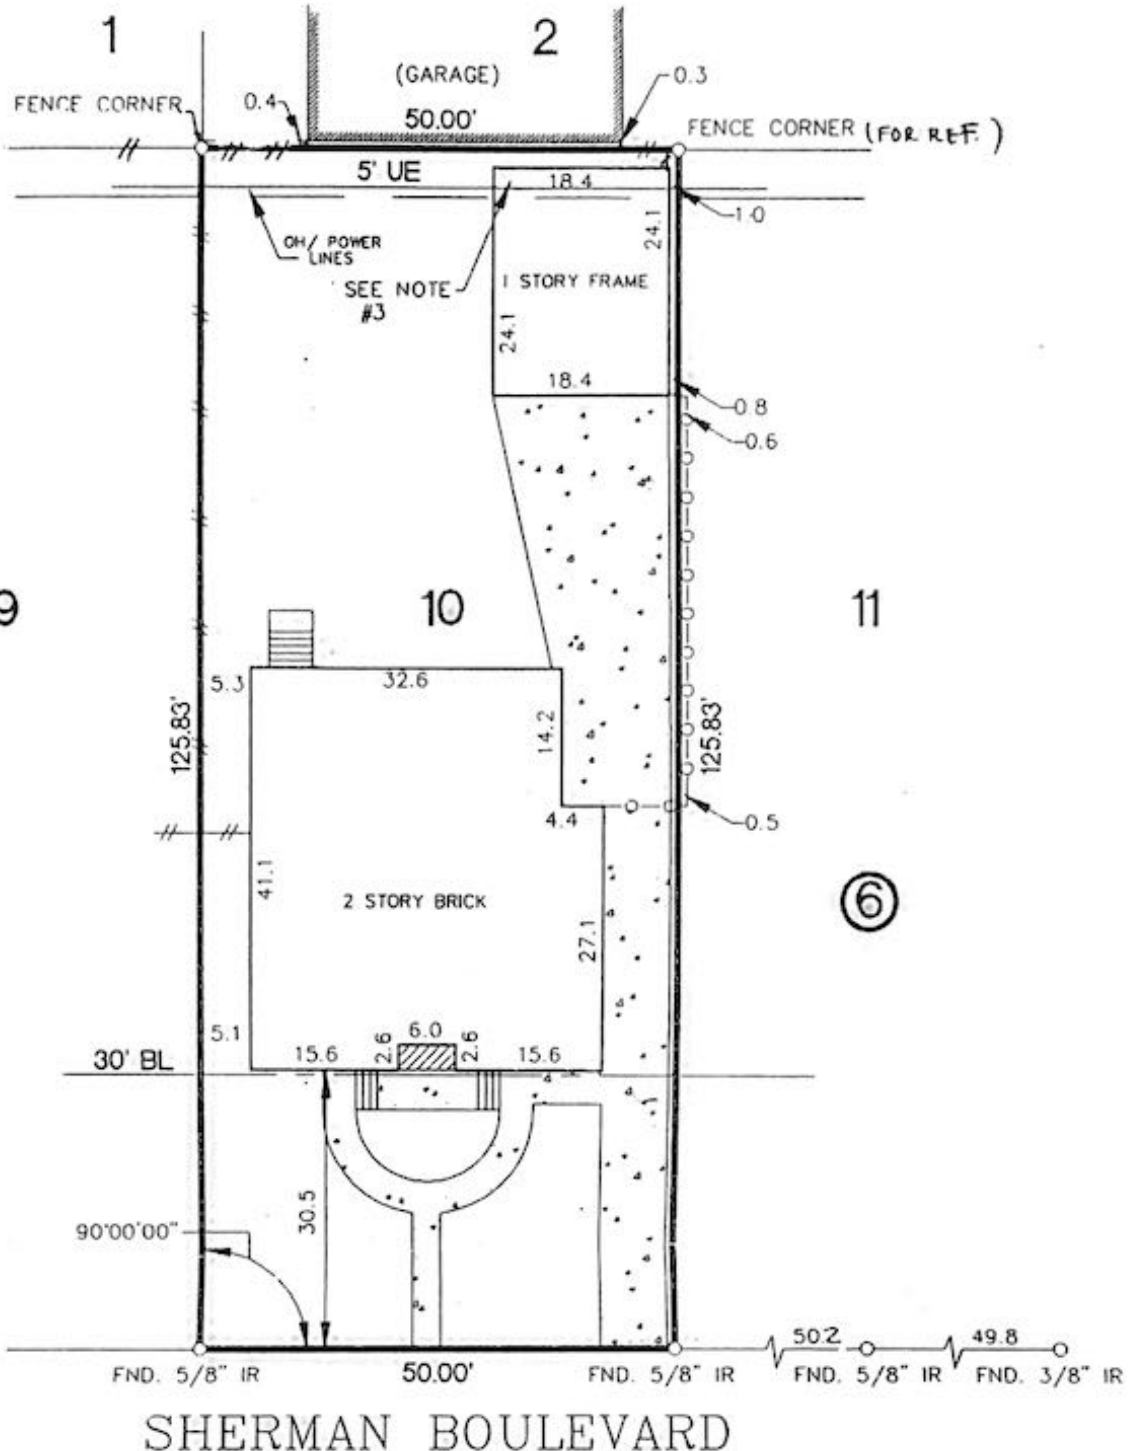 1
2
(GARAGE)
0.3
FENCE CORNER
0.4
50.00'
FENCE CORNER (FOR REF.)
5' UE
18.4
1.0
OH/ POWER
LINES
24.1
SEE NOTE
#3
1 STORY FRAME
24.1
18.4
0.8
0.6
9
10
11
5.3
32.6
125.83'
14.2
125.83'
4.4
0.5
41.1
2 STORY BRICK
6
27.1
5.1
30' BL
15.6
2.6
6.0
2.6
15.6
30.5
90°00'00"
50.2
49.8
FND. 5/8" IR
50.00'
FND. 5/8" IR
FND. 5/8" IR
FND. 3/8" IR
SHERMAN BOULEVARD